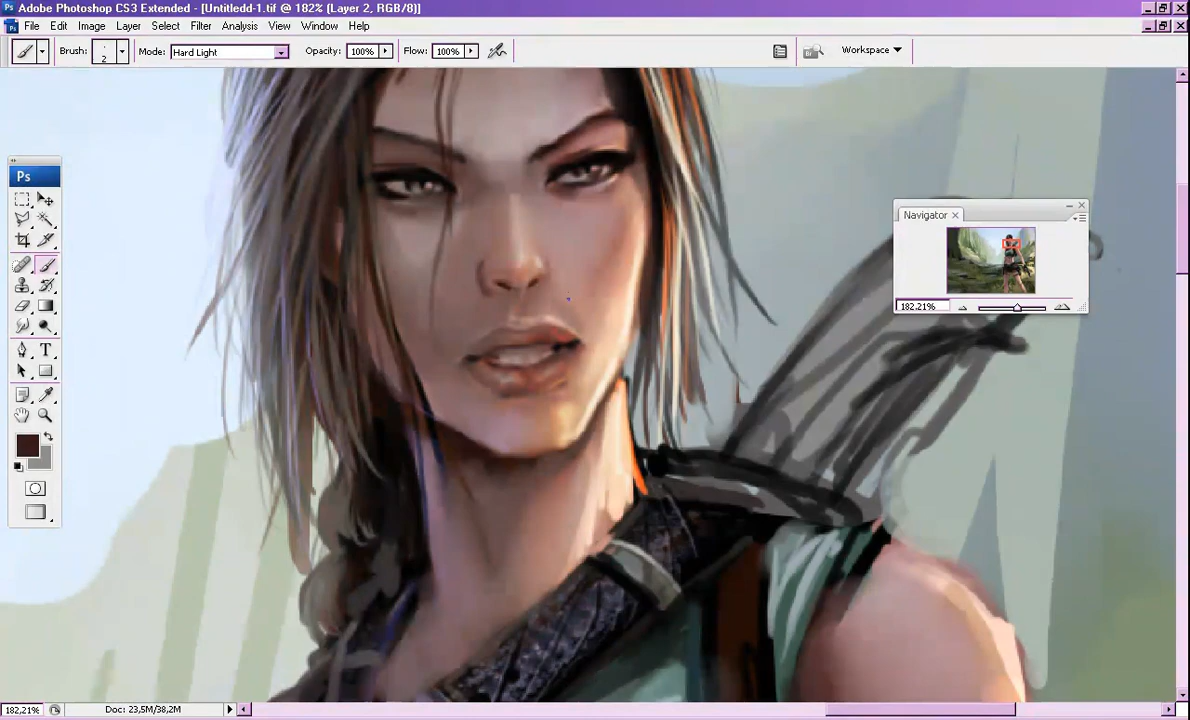 Adobe Photoshop CS3 Extended - [Untitledd-1.tif @ 182% (Layer 2, RGB/8)]
File Edit Image Layer Select Filter Analysis View Window Help
Brush: 2 Mode: Hard Light Opacity: 100% Flow: 100% Workspace
Ps
Navigator
182.21%
T
182,21% Doc: 23,5M/38,2M